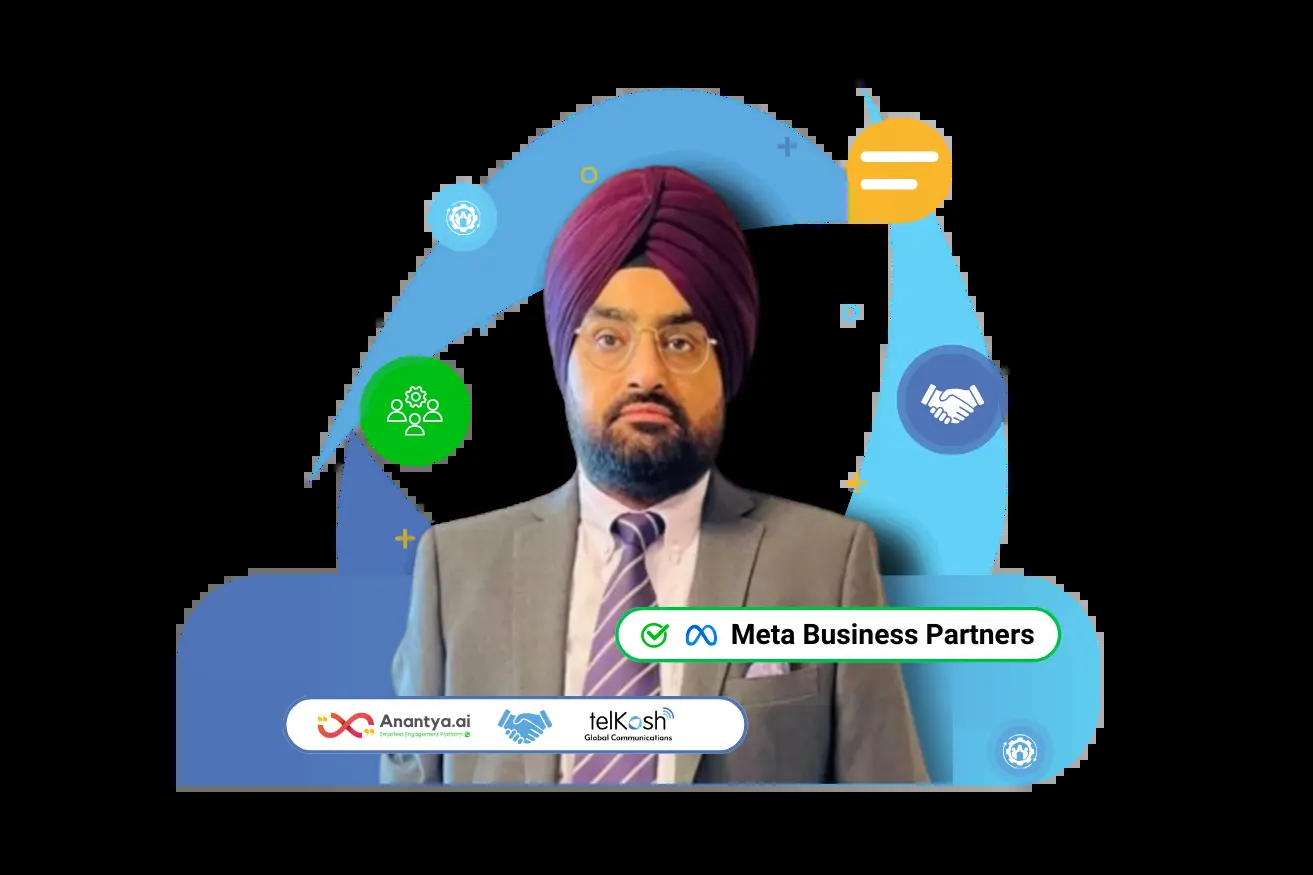 Meta Business Partners
Anantya.ai
Smartest Engagement Platform
telKosh
Global Communications